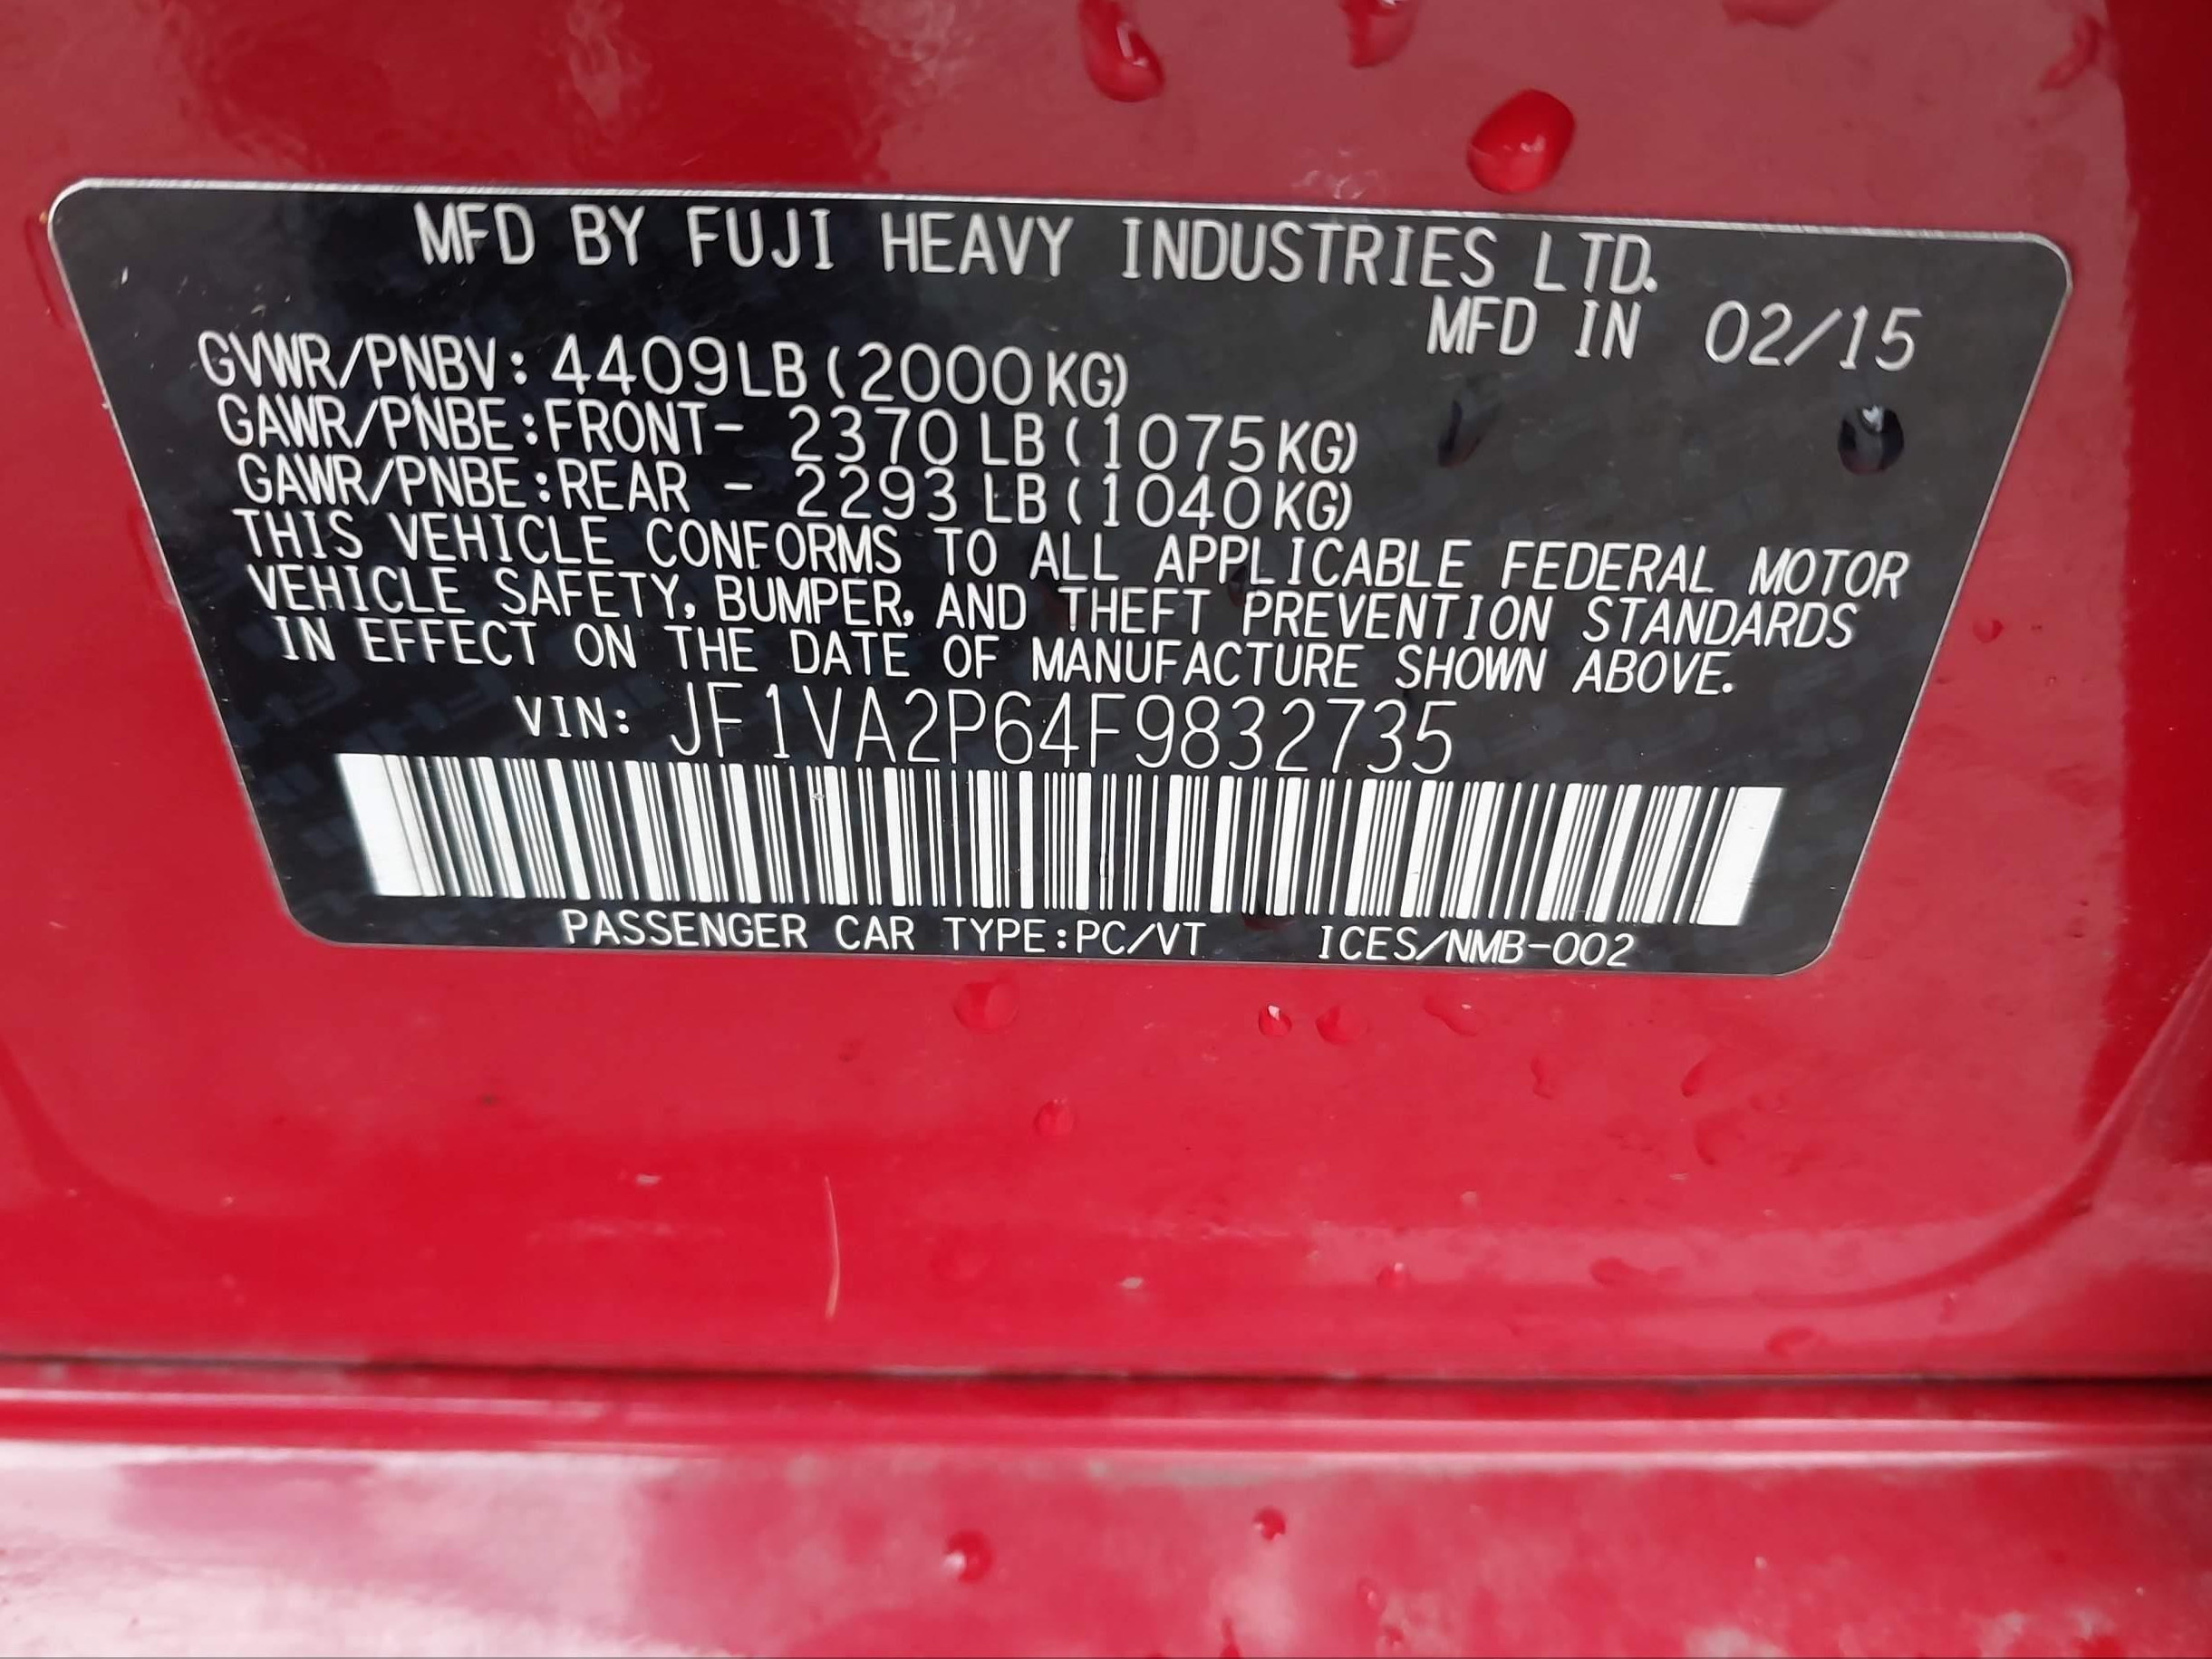 MFD BY FUJI HEAVY INDUSTRIES LTD.
MFD IN 02/15
GVWR/PNBV: 4409LB (2000KG)
GAWR/PNBE:FRONT- 2370 LB (1075KG)
GAWR/PNBE:REAR - 2293 LB (1040KG)
THIS VEHICLE CONFORMS TO ALL APPLICABLE FEDERAL MOTOR
VEHICLE SAFETY, BUMPER, AND THEFT PREVENTION STANDARDS
IN EFFECT ON THE DATE OF MANUFACTURE SHOWN ABOVE.
VIN: JF1VA2P64F9832735
PASSENGER CAR TYPE:PC/VT ICES/NMB-002